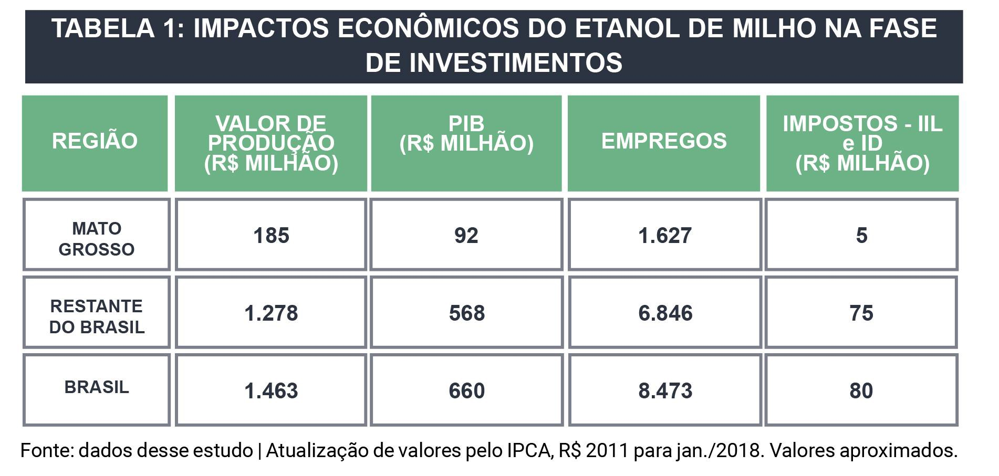 TABELA 1: IMPACTOS ECONÔMICOS DO ETANOL DE MILHO NA FASE
DE INVESTIMENTOS
REGIÃO
VALOR DE
PRODUÇÃO
(R$ MILHÃO)
PIB
(R$ MILHÃO)
EMPREGOS
IMPOSTOS - IIL
e ID
(R$ MILHÃO)
MATO
GROSSO
185
92
1.627
5
RESTANTE
DO BRASIL
1.278
568
6.846
75
BRASIL
1.463
660
8.473
80
Fonte: dados desse estudo | Atualização de valores pelo IPCA, R$ 2011 para jan./2018. Valores aproximados.